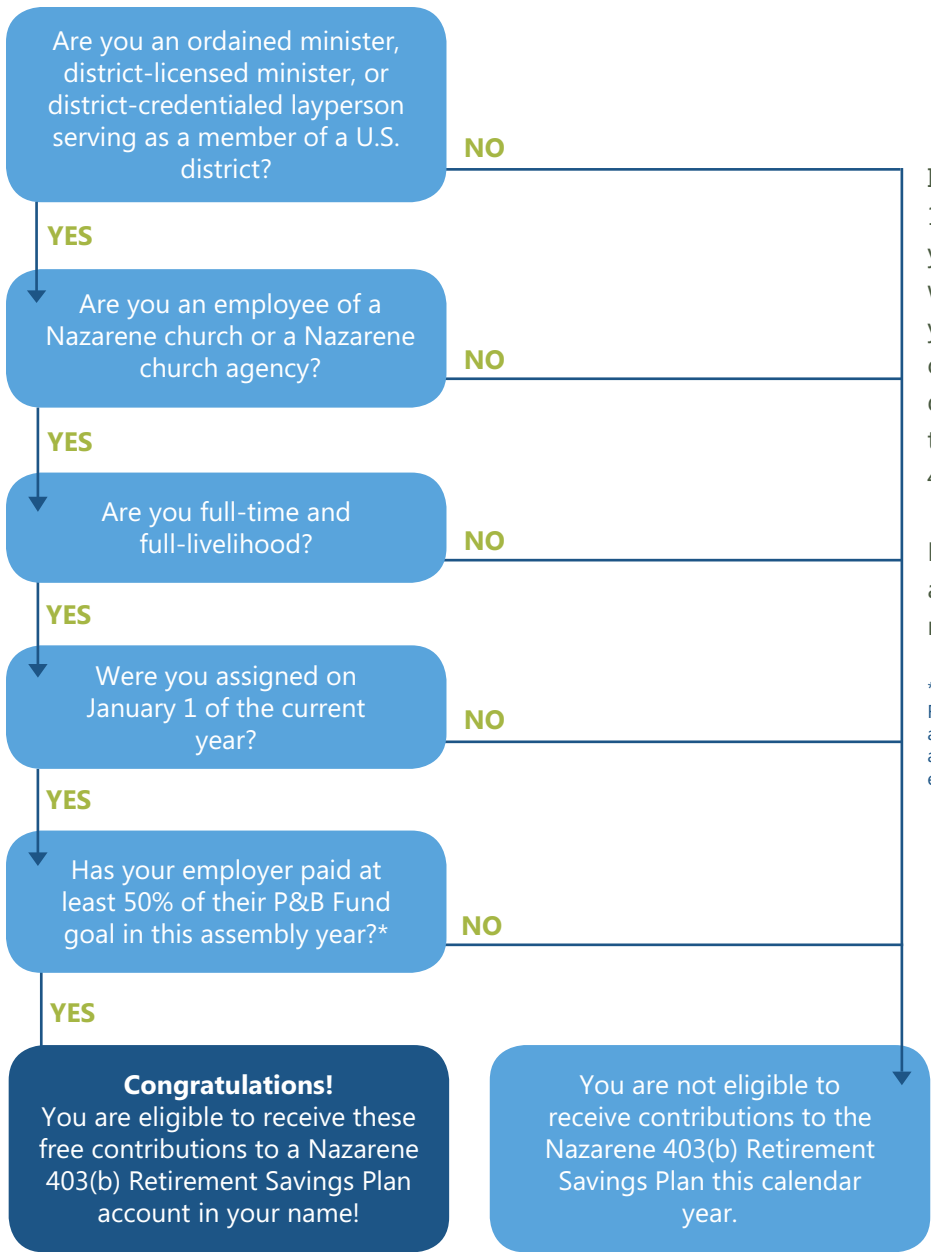 Are you an ordained minister,
district-licensed minister, or
district-credentialed layperson
serving as a member of a U.S.
district?
NO
YES
Are you an employee of a
Nazarene church or a Nazarene
church agency?
NO
YES
Are you full-time and
full-livelihood?
NO
YES
Were you assigned on
January 1 of the current
year?
NO
YES
Has your employer paid at
least 50% of their P&B Fund
goal in this assembly year?*
NO
YES
Congratulations!
You are eligible to receive these
free contributions to a Nazarene
403(b) Retirement Savings Plan
account in your name!
You are not eligible to
receive contributions to the
Nazarene 403(b) Retirement
Savings Plan this calendar
year.